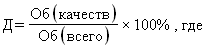 Д = Об(качеств) / Об(всего) × 100% , где